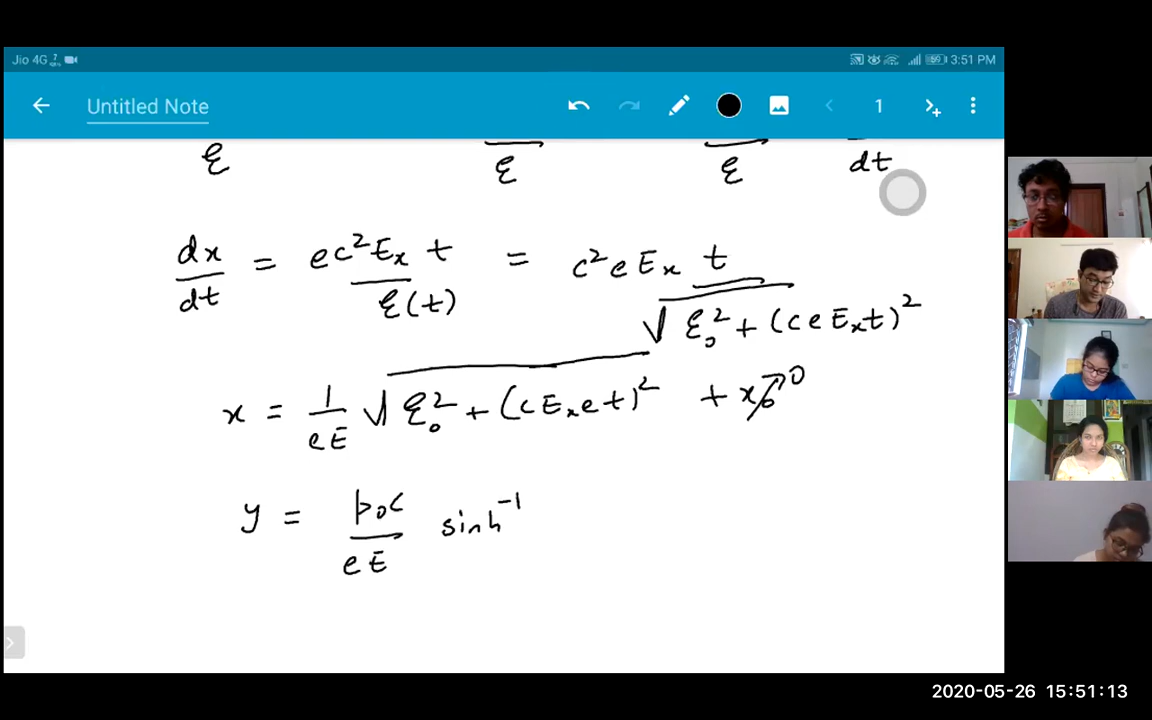 Jio 4G 3:51 PM
Untitled Note 1
ℰ ℰ ℰ dt
dx/dt = ec²Eₓ t / ℰ(t) = c²eEₓ t / √(ℰ₀² + (ceEₓt)²)
x = 1/eE √(ℰ₀² + (cEₓet)²) + x₀ → 0
y = p₀c/eE sinh⁻¹
2020-05-26 15:51:13